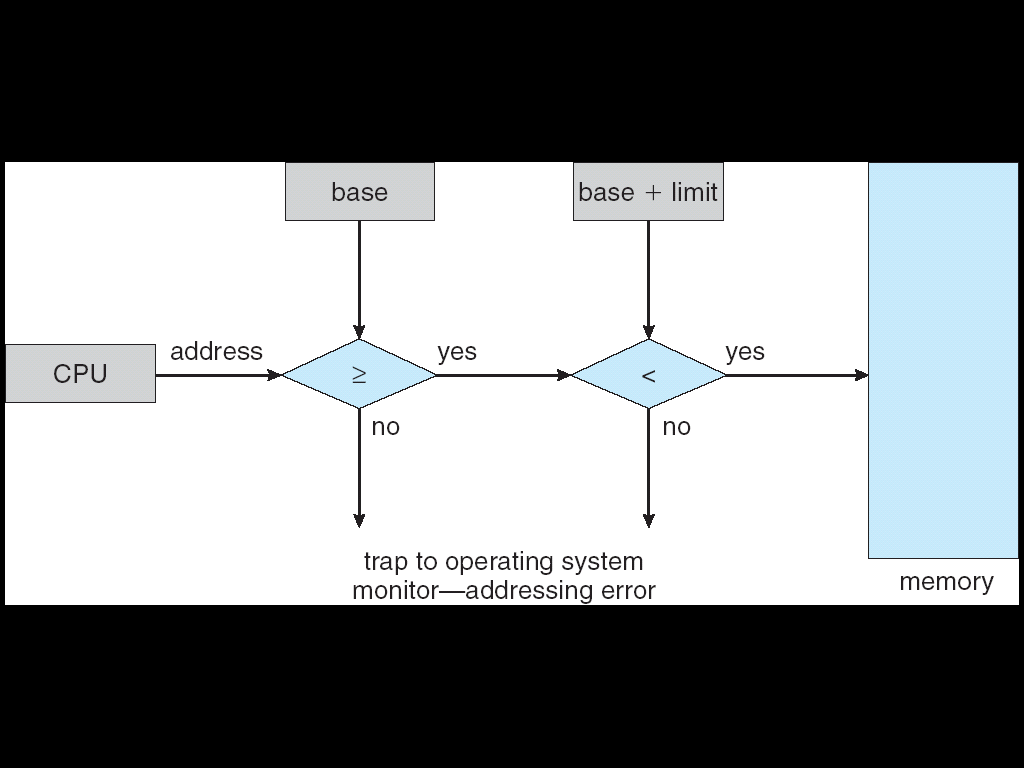 base
base + limit
address
yes
yes
CPU
≥
<
no
no
trap to operating system
monitor—addressing error
memory